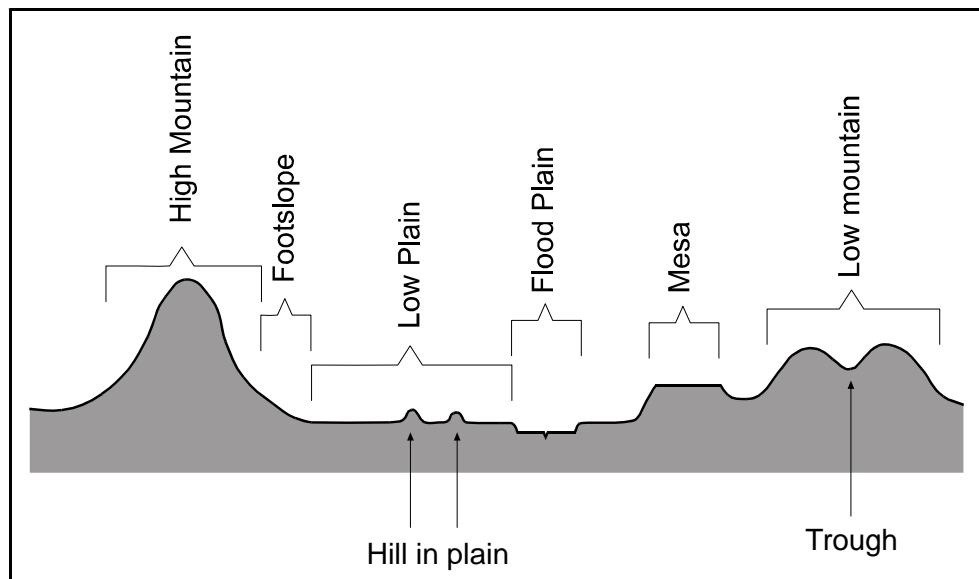 High Mountain
Footslope
Low Plain
Flood Plain
Mesa
Low mountain
Hill in plain
Trough